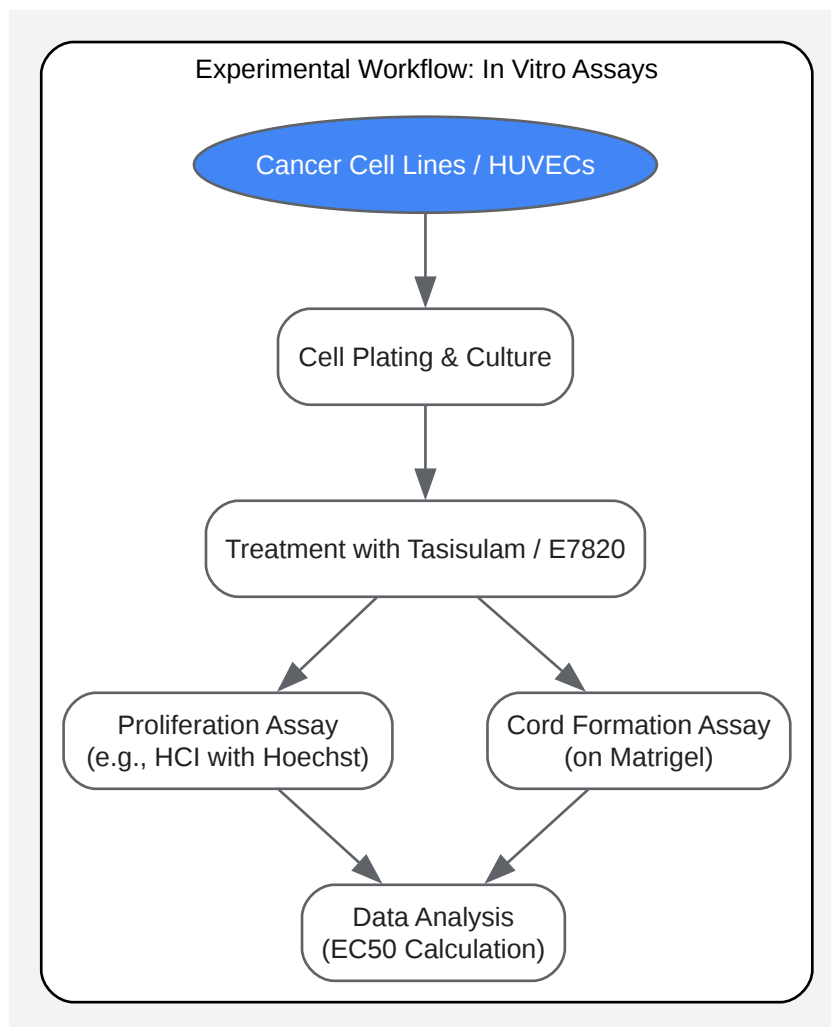 Experimental Workflow: In Vitro Assays
Cancer Cell Lines / HUVECs
Cell Plating & Culture
Treatment with Tasisulam / E7820
Proliferation Assay
(e.g., HCI with Hoechst)
Cord Formation Assay
(on Matrigel)
Data Analysis
(EC50 Calculation)